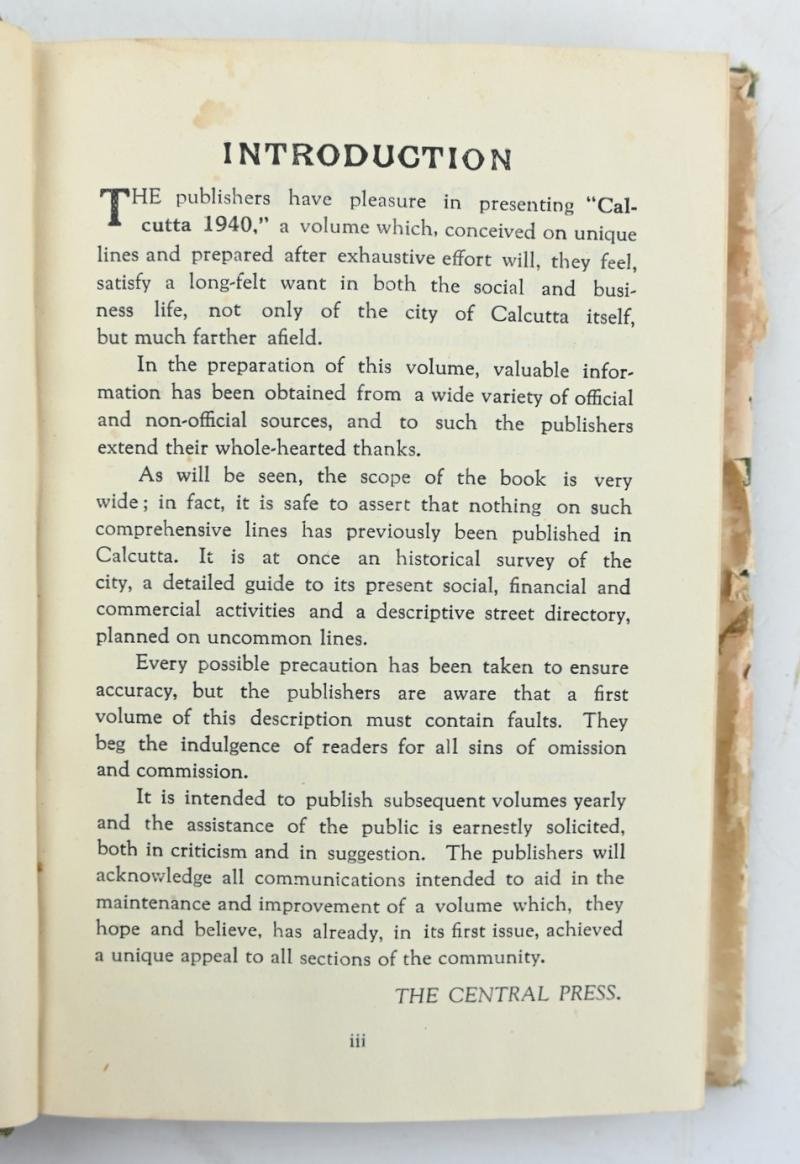 INTRODUCTION
THE publishers have pleasure in presenting “Cal-
cutta 1940,” a volume which, conceived on unique
lines and prepared after exhaustive effort will, they feel,
satisfy a long-felt want in both the social and busi-
ness life, not only of the city of Calcutta itself,
but much farther afield.
In the preparation of this volume, valuable infor-
mation has been obtained from a wide variety of official
and non-official sources, and to such the publishers
extend their whole-hearted thanks.
As will be seen, the scope of the book is very
wide; in fact, it is safe to assert that nothing on such
comprehensive lines has previously been published in
Calcutta. It is at once an historical survey of the
city, a detailed guide to its present social, financial and
commercial activities and a descriptive street directory,
planned on uncommon lines.
Every possible precaution has been taken to ensure
accuracy, but the publishers are aware that a first
volume of this description must contain faults. They
beg the indulgence of readers for all sins of omission
and commission.
It is intended to publish subsequent volumes yearly
and the assistance of the public is earnestly solicited,
both in criticism and in suggestion. The publishers will
acknowledge all communications intended to aid in the
maintenance and improvement of a volume which, they
hope and believe, has already, in its first issue, achieved
a unique appeal to all sections of the community.
THE CENTRAL PRESS.
iii